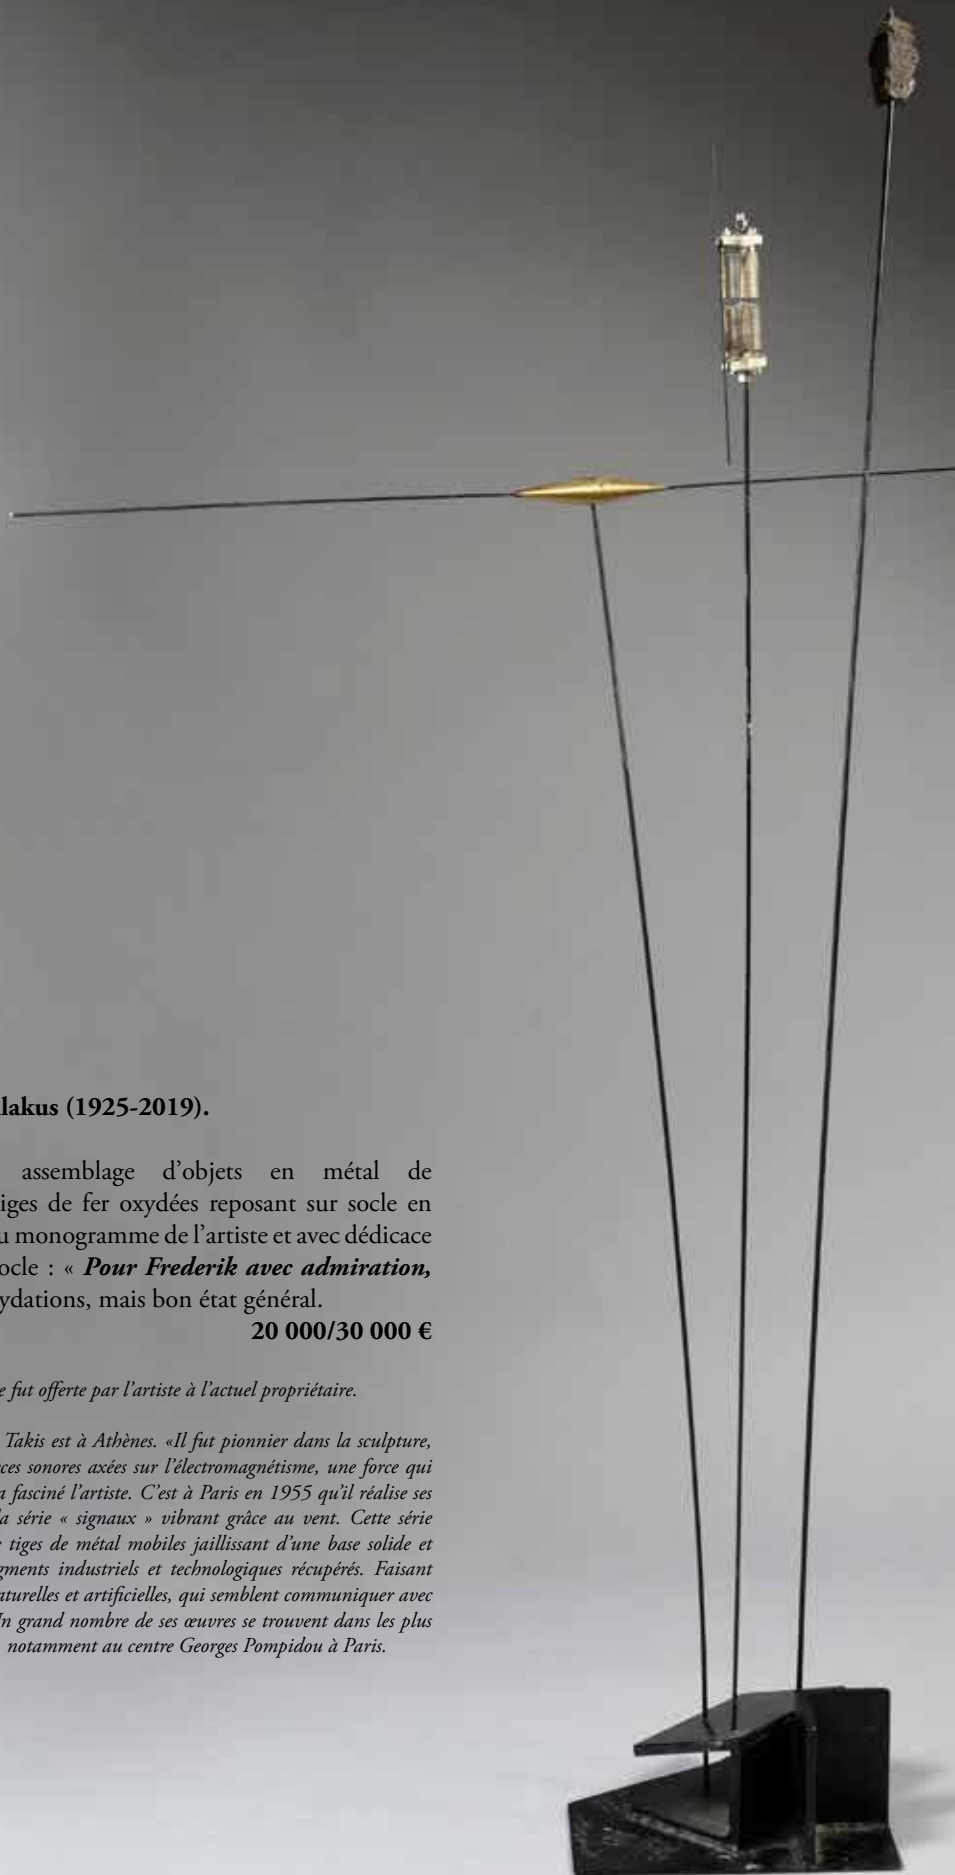 lakus (1925-2019).
assemblage d'objets en métal de
iges de fer oxydées reposant sur socle en
u monogramme de l'artiste et avec dédicace
ocle : « Pour Frederik avec admiration,
ydations, mais bon état général.
20 000/30 000 €
e fut offerte par l'artiste à l'actuel propriétaire.
Takis est à Athènes. «Il fut pionnier dans la sculpture,
ces sonores axées sur l'électromagnétisme, une force qui
a fasciné l'artiste. C'est à Paris en 1955 qu'il réalise ses
la série « signaux » vibrant grâce au vent. Cette série
tiges de métal mobiles jaillissant d'une base solide et
gments industriels et technologiques récupérés. Faisant
aturelles et artificielles, qui semblent communiquer avec
In grand nombre de ses œuvres se trouvent dans les plus
notamment au centre Georges Pompidou à Paris.